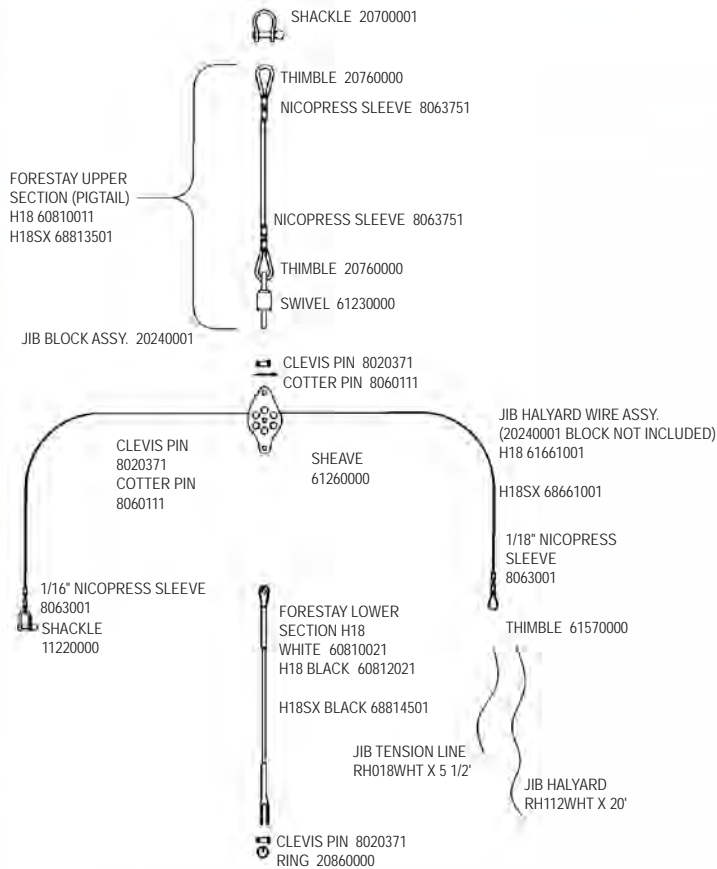 SHACKLE 20700001
THIMBLE 20760000
NICOPRESS SLEEVE 8063751
FORESTAY UPPER
SECTION (PIGTAIL)
H18 60810011
H18SX 68813501
NICOPRESS SLEEVE 8063751
THIMBLE 20760000
SWIVEL 61230000
JIB BLOCK ASSY. 20240001
CLEVIS PIN 8020371
COTTER PIN 8060111
CLEVIS PIN
8020371
COTTER PIN
8060111
SHEAVE
61260000
JIB HALYARD WIRE ASSY.
(20240001 BLOCK NOT INCLUDED)
H18 61661001
H18SX 68661001
1/18" NICOPRESS
SLEEVE
8063001
1/16" NICOPRESS SLEEVE
8063001
SHACKLE
11220000
FORESTAY LOWER
SECTION H18
WHITE 60810021
H18 BLACK 60812021
H18SX BLACK 68814501
THIMBLE 61570000
JIB TENSION LINE
RH018WHT X 5 1/2'
JIB HALYARD
RH112WHT X 20'
CLEVIS PIN 8020371
RING 20860000